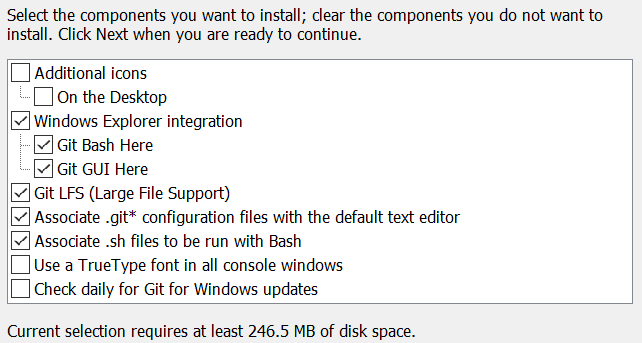 Select the components you want to install; clear the components you do not want to
install. Click Next when you are ready to continue.
Additional icons
On the Desktop
Windows Explorer integration
Git Bash Here
Git GUI Here
Git LFS (Large File Support)
Associate .git* configuration files with the default text editor
Associate .sh files to be run with Bash
Use a TrueType font in all console windows
Check daily for Git for Windows updates
Current selection requires at least 246.5 MB of disk space.